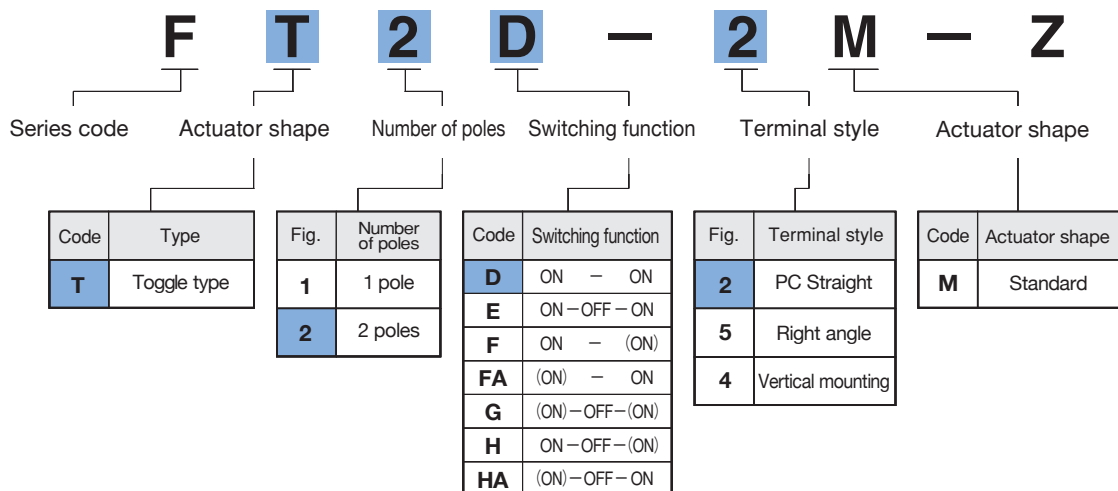 F T 2 D － 2 M － Z
Series code Actuator shape Number of poles Switching function Terminal style Actuator shape
Code Type
T Toggle type
Fig. Number of poles
1 1 pole
2 2 poles
Code Switching function
D ON － ON
E ON－OFF－ON
F ON － (ON)
FA (ON) － ON
G (ON)－OFF－(ON)
H ON－OFF－(ON)
HA (ON)－OFF－ON
Fig. Terminal style
2 PC Straight
5 Right angle
4 Vertical mounting
Code Actuator shape
M Standard